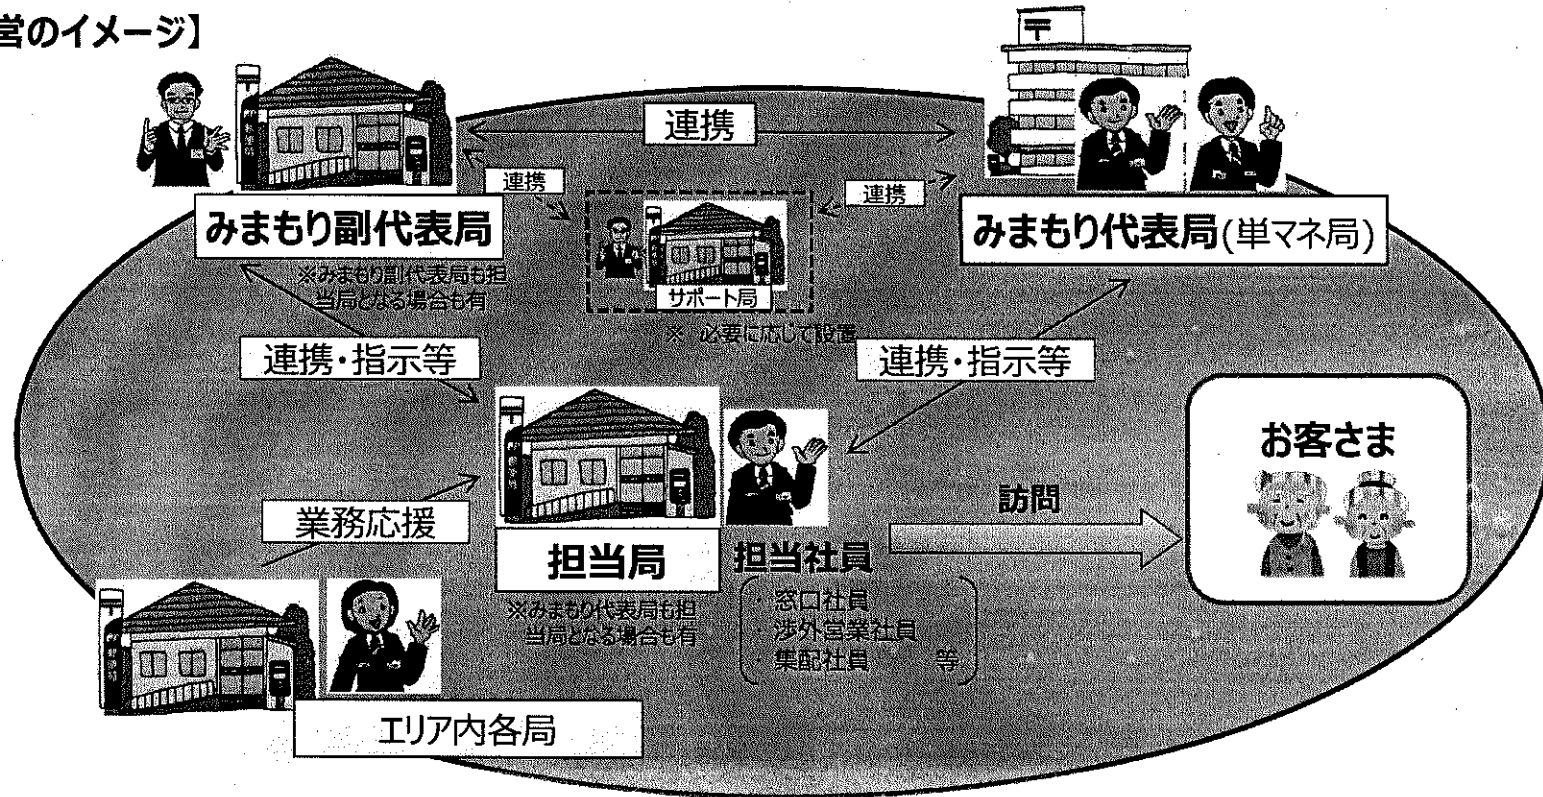 営のイメージ】
〒
連携
連携
連携
みまもり副代表局
みまもり代表局(単マネ局)
※みまもり副代表局も担
当局となる場合も有
サポート局
※ 必要に応じて設置
連携・指示等
連携・指示等
お客さま
訪問
業務応援
担当局
担当社員
※みまもり代表局も担
当局となる場合も有
・窓口社員
・渉外営業社員
・集配社員 等
エリア内各局